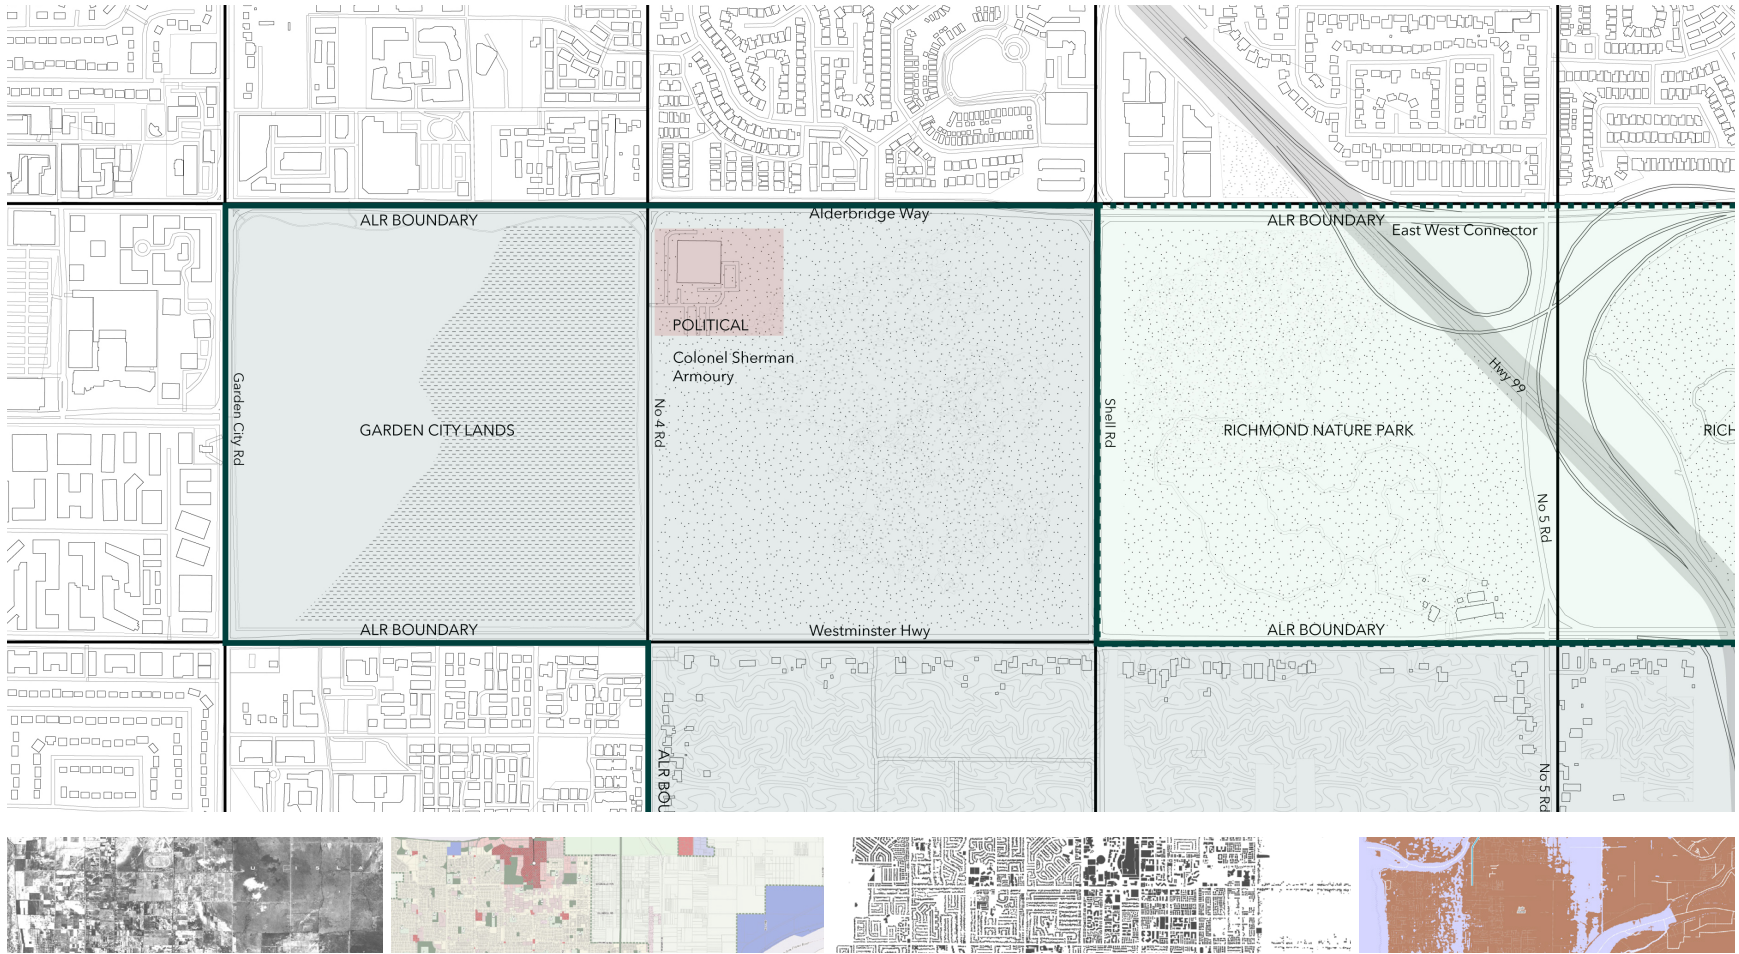 ALR BOUNDARY
Alderbridge Way
ALR BOUNDARY
East West Connector
POLITICAL
Colonel Sherman
Armoury
Garden City Rd
No 4 Rd
Shell Rd
Hwy 99
GARDEN CITY LANDS
RICHMOND NATURE PARK
RICH
No 5 Rd
ALR BOUNDARY
Westminster Hwy
ALR BOUNDARY
ALR BOU
No 5 Rd